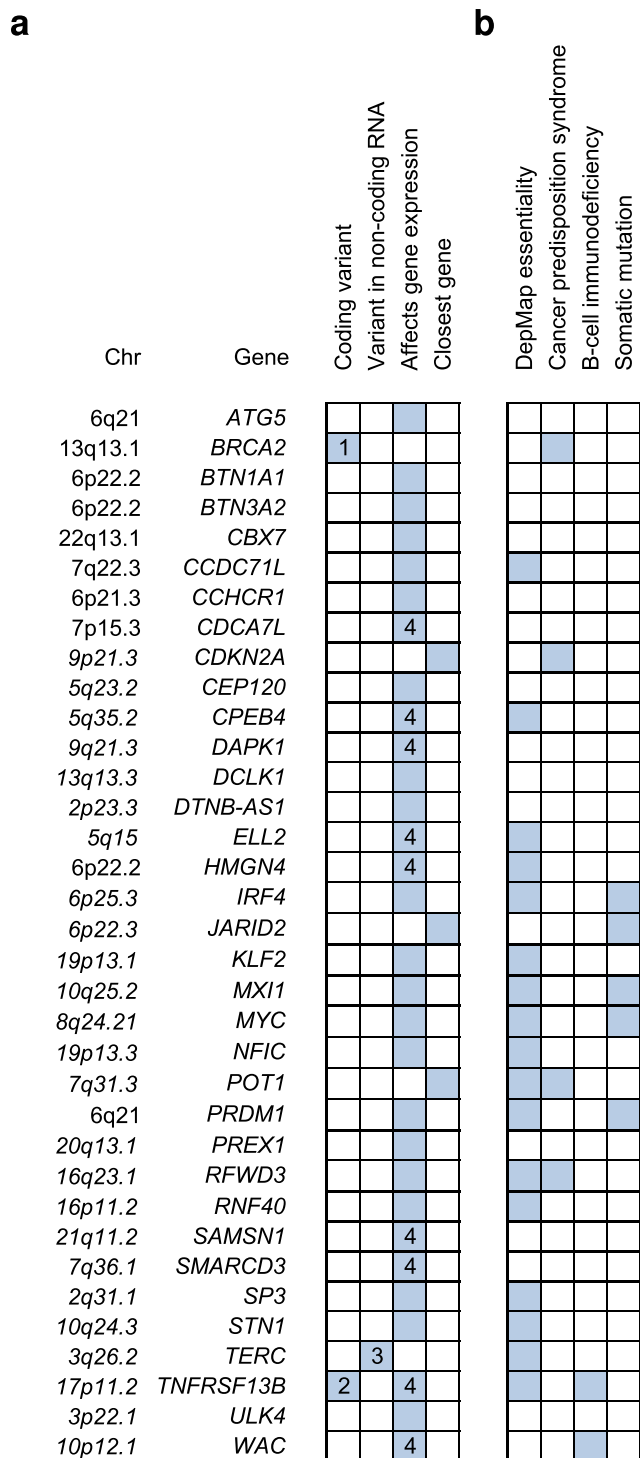 a
b
Coding variant
Variant in non-coding RNA
Affects gene expression
Closest gene
DepMap essentiality
Cancer predisposition syndrome
B-cell immunodeficiency
Somatic mutation
Chr Gene
6q21 ATG5
13q13.1 BRCA2 1
6p22.2 BTN1A1
6p22.2 BTN3A2
22q13.1 CBX7
7q22.3 CCDC71L
6p21.3 CCHCR1
7p15.3 CDCA7L 4
9p21.3 CDKN2A
5q23.2 CEP120
5q35.2 CPEB4 4
9q21.3 DAPK1 4
13q13.3 DCLK1
2p23.3 DTNB-AS1
5q15 ELL2 4
6p22.2 HMGN4 4
6p25.3 IRF4
6p22.3 JARID2
19p13.1 KLF2
10q25.2 MXI1
8q24.21 MYC
19p13.3 NFIC
7q31.3 POT1
6q21 PRDM1
20q13.1 PREX1
16q23.1 RFWD3
16p11.2 RNF40
21q11.2 SAMSN1 4
7q36.1 SMARCD3 4
2q31.1 SP3
10q24.3 STN1
3q26.2 TERC 3
17p11.2 TNFRSF13B 2 4
3p22.1 ULK4
10p12.1 WAC 4